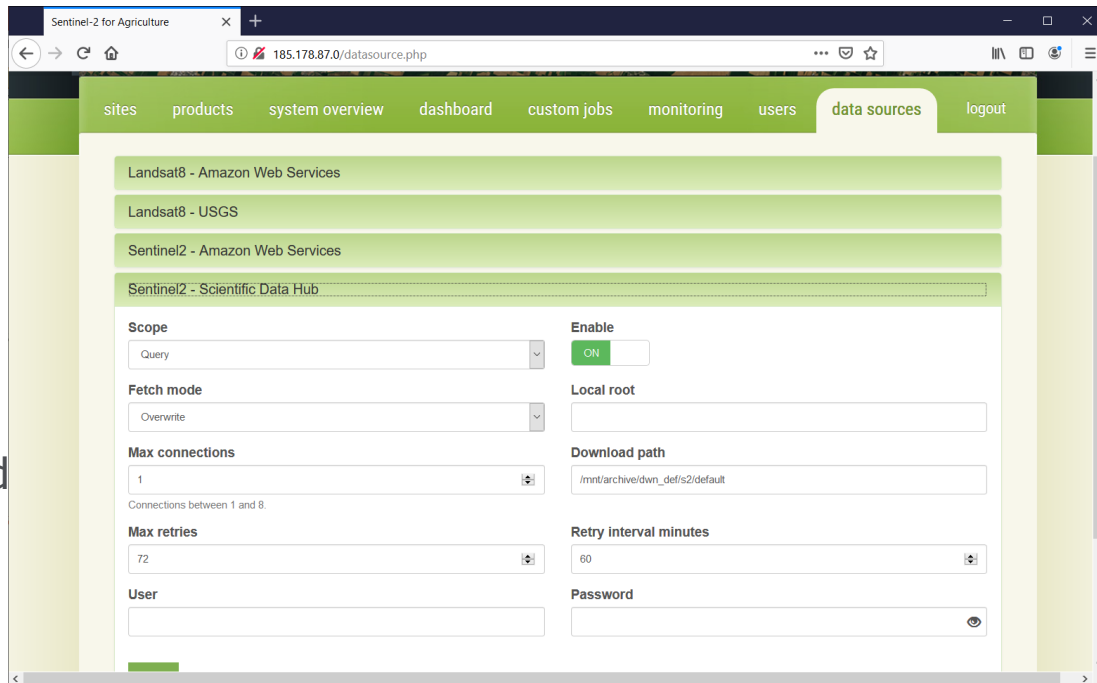 Sentinel-2 for Agriculture
185.178.87.0/datasource.php
sites products system overview dashboard custom jobs monitoring users data sources logout
Landsat8 - Amazon Web Services
Landsat8 - USGS
Sentinel2 - Amazon Web Services
Sentinel2 - Scientific Data Hub
Scope Enable
Query ON
Fetch mode Local root
Overwrite
Max connections Download path
1 /mnt/archive/dwn_def/s2/default
Connections between 1 and 8.
Max retries Retry interval minutes
72 60
User Password